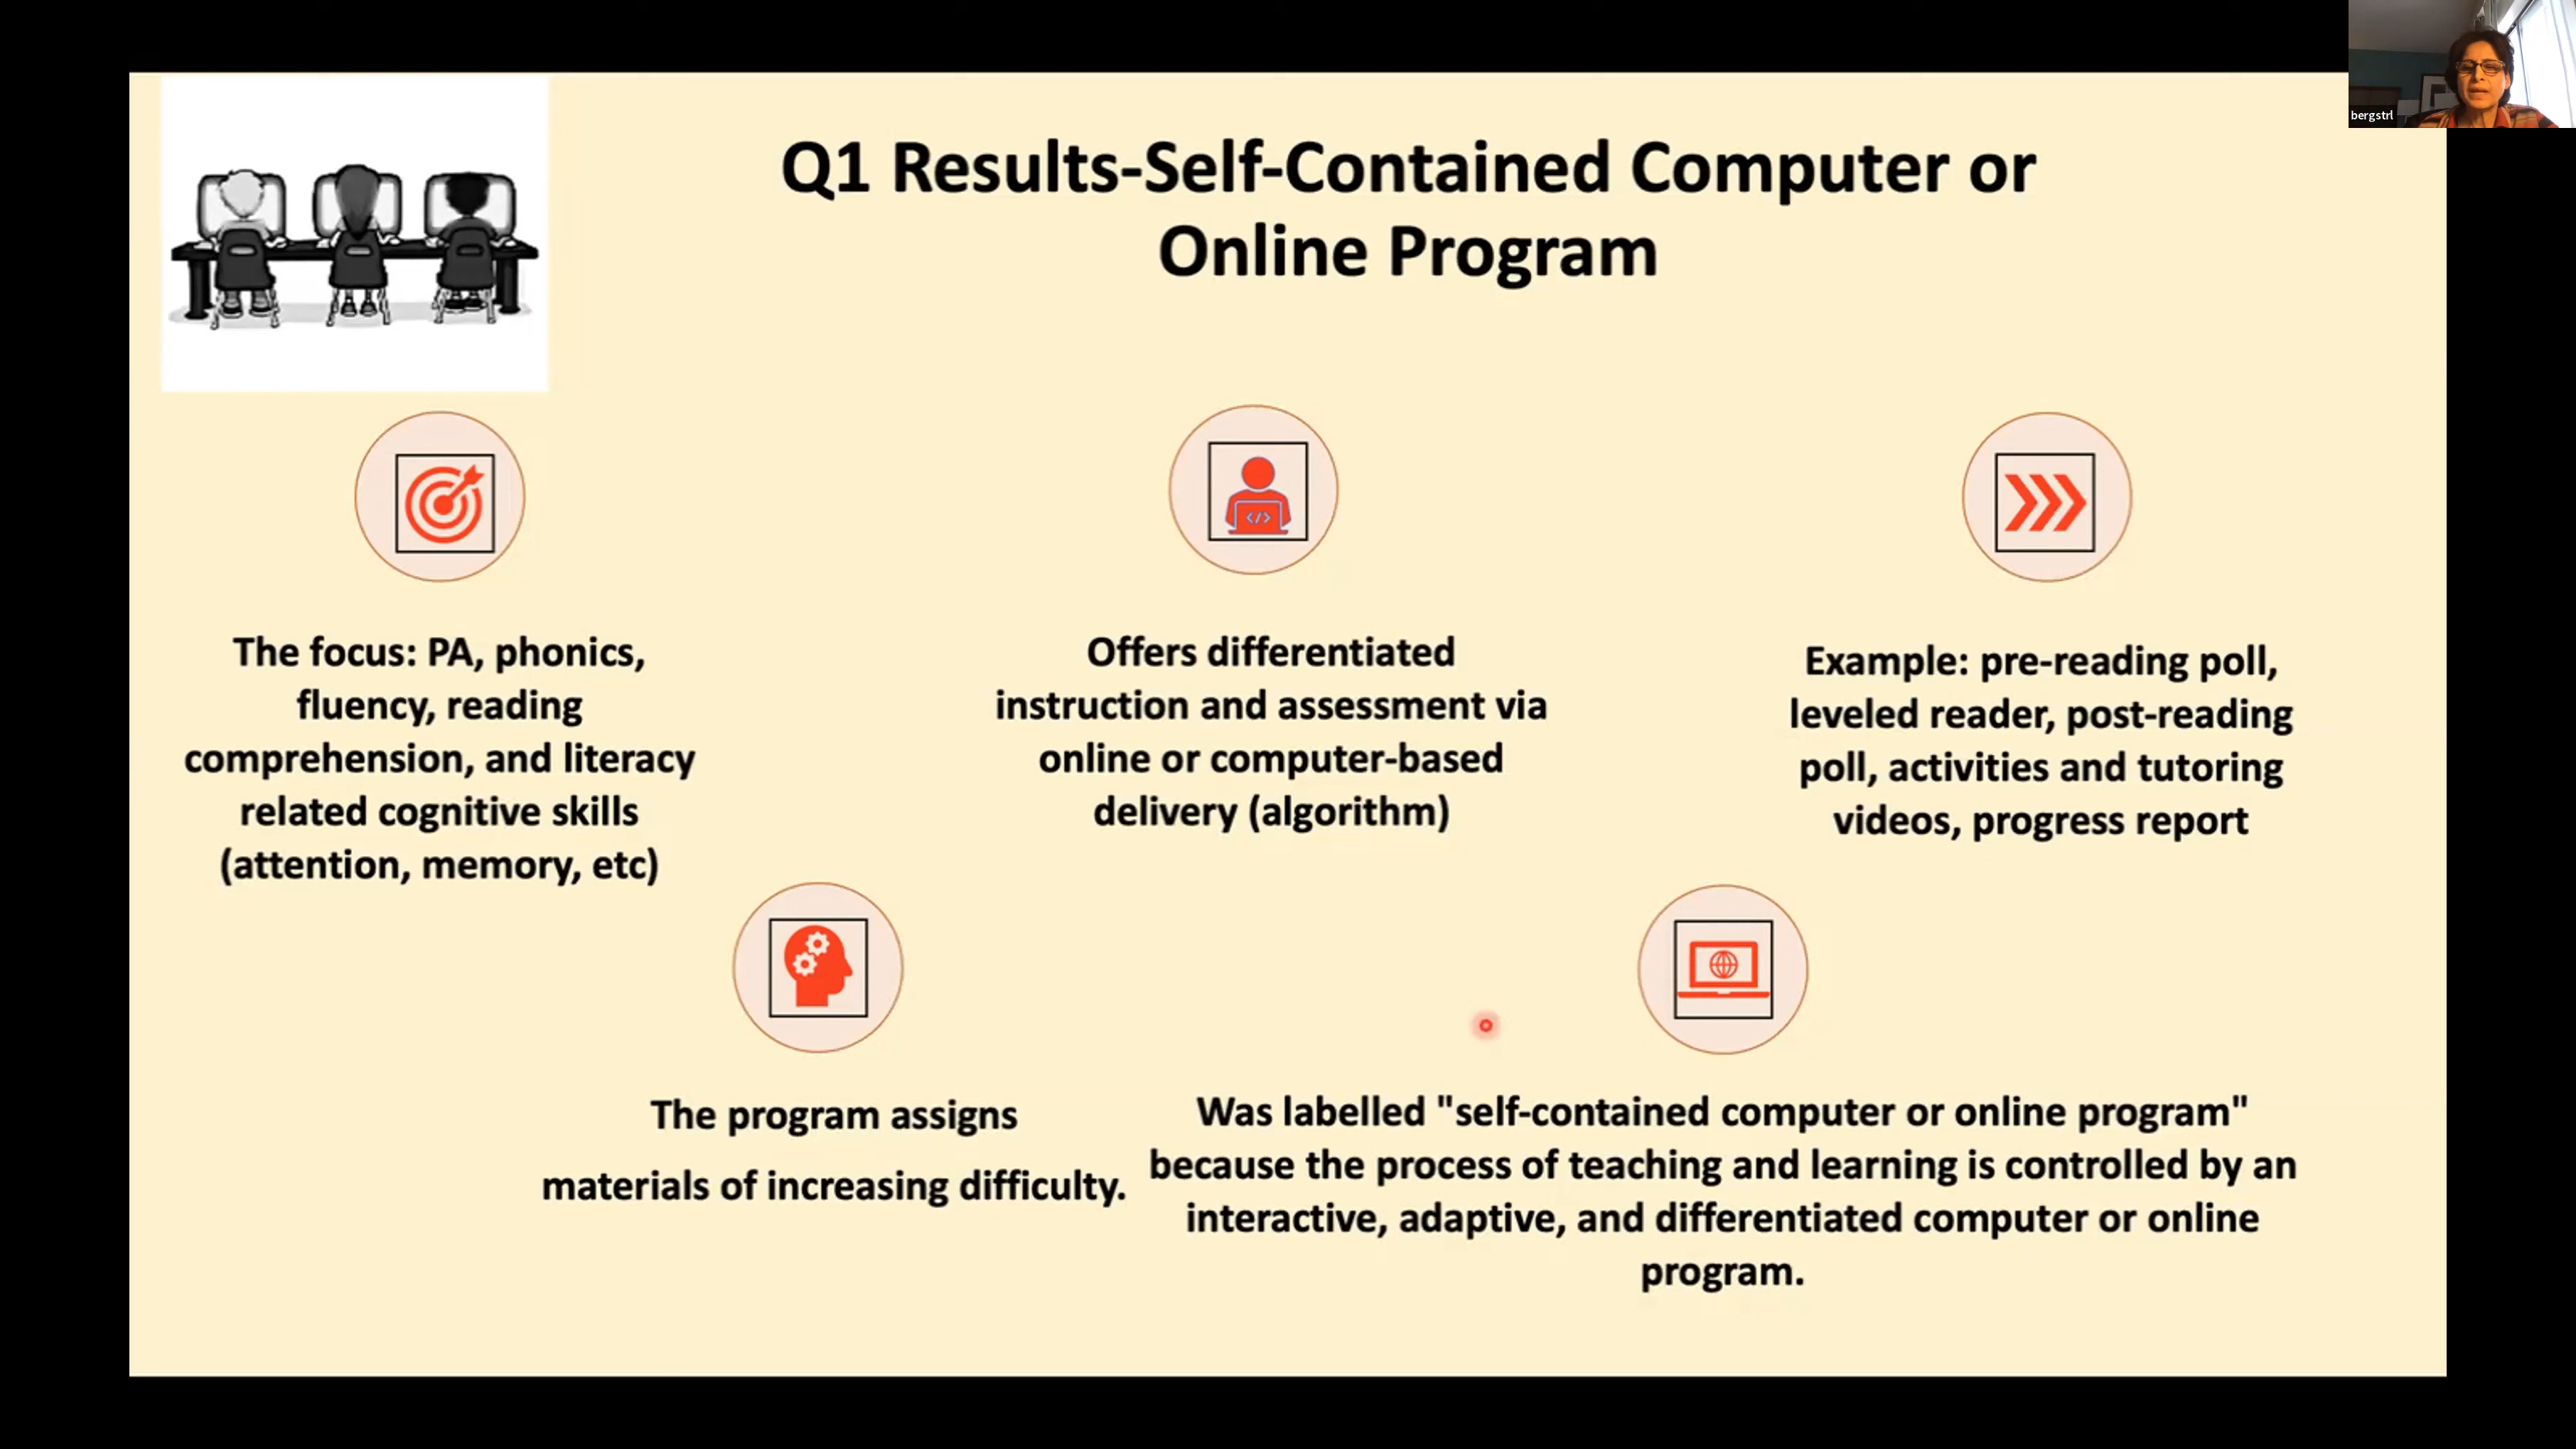 bergstrl
Q1 Results-Self-Contained Computer or
Online Program
The focus: PA, phonics,
fluency, reading
comprehension, and literacy
related cognitive skills
(attention, memory, etc)
Offers differentiated
instruction and assessment via
online or computer-based
delivery (algorithm)
Example: pre-reading poll,
leveled reader, post-reading
poll, activities and tutoring
videos, progress report
The program assigns
materials of increasing difficulty.
Was labelled "self-contained computer or online program"
because the process of teaching and learning is controlled by an
interactive, adaptive, and differentiated computer or online
program.